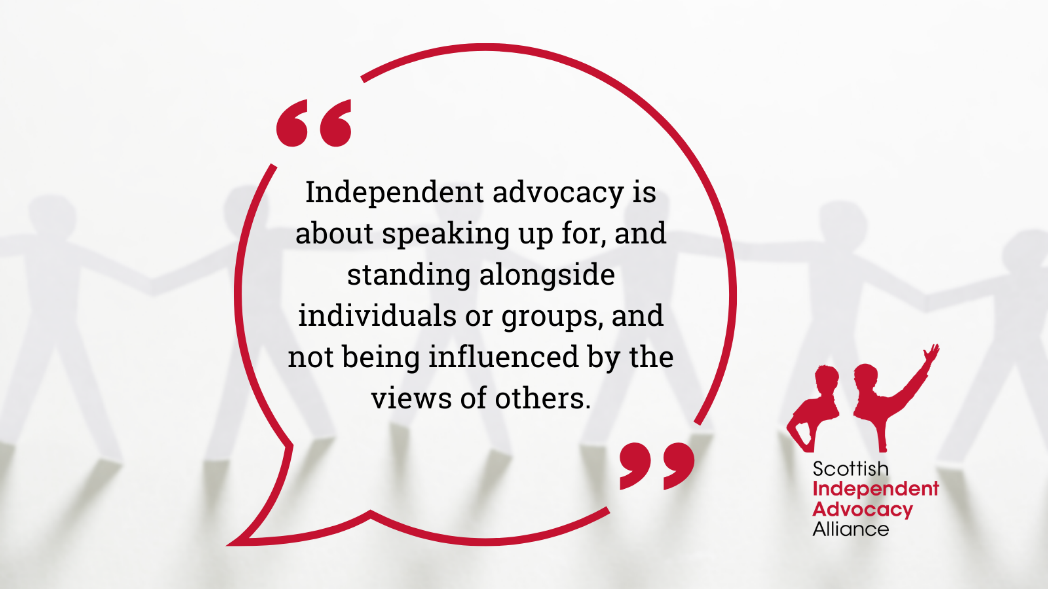 “
Independent advocacy is
about speaking up for, and
standing alongside
individuals or groups, and
not being influenced by the
views of others.
”
Scottish
Independent
Advocacy
Alliance